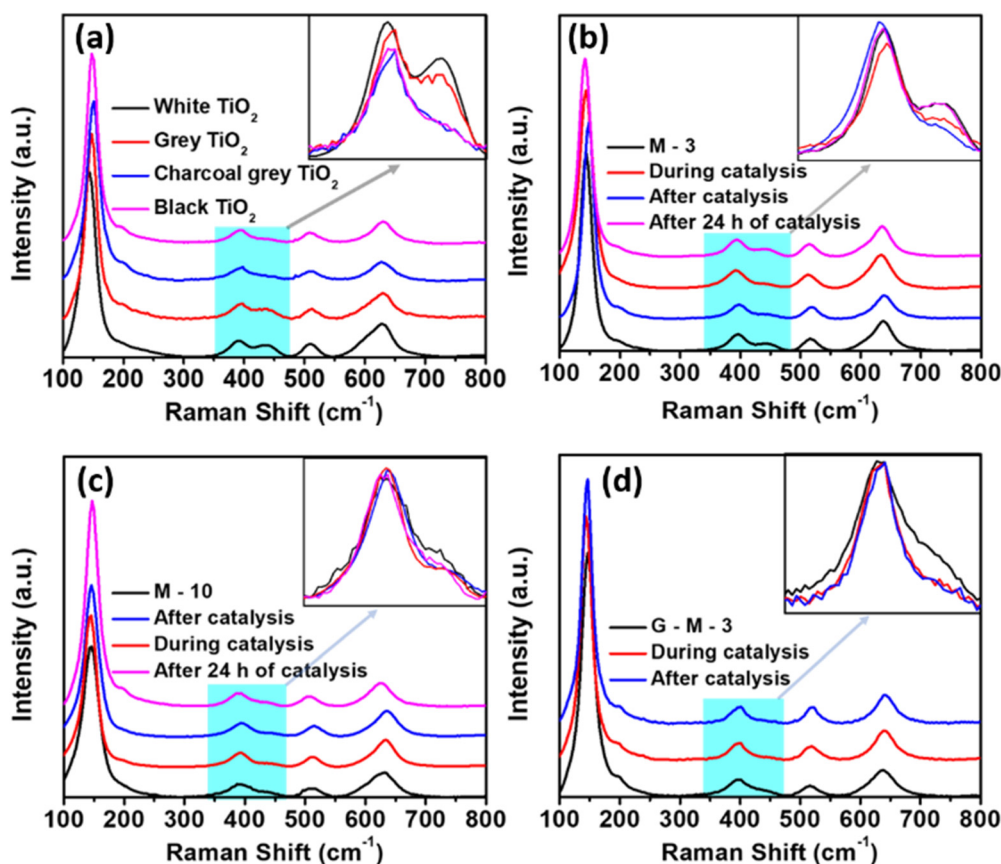 (a)
White TiO₂
Grey TiO₂
Charcoal grey TiO₂
Black TiO₂
Intensity (a.u.)
100 200 300 400 500 600 700 800
Raman Shift (cm⁻¹)
(b)
M - 3
During catalysis
After catalysis
After 24 h of catalysis
Intensity (a.u.)
100 200 300 400 500 600 700 800
Raman Shift (cm⁻¹)
(c)
M - 10
After catalysis
During catalysis
After 24 h of catalysis
Intensity (a.u.)
100 200 300 400 500 600 700 800
Raman Shift (cm⁻¹)
(d)
G - M - 3
During catalysis
After catalysis
Intensity (a.u.)
100 200 300 400 500 600 700 800
Raman Shift (cm⁻¹)